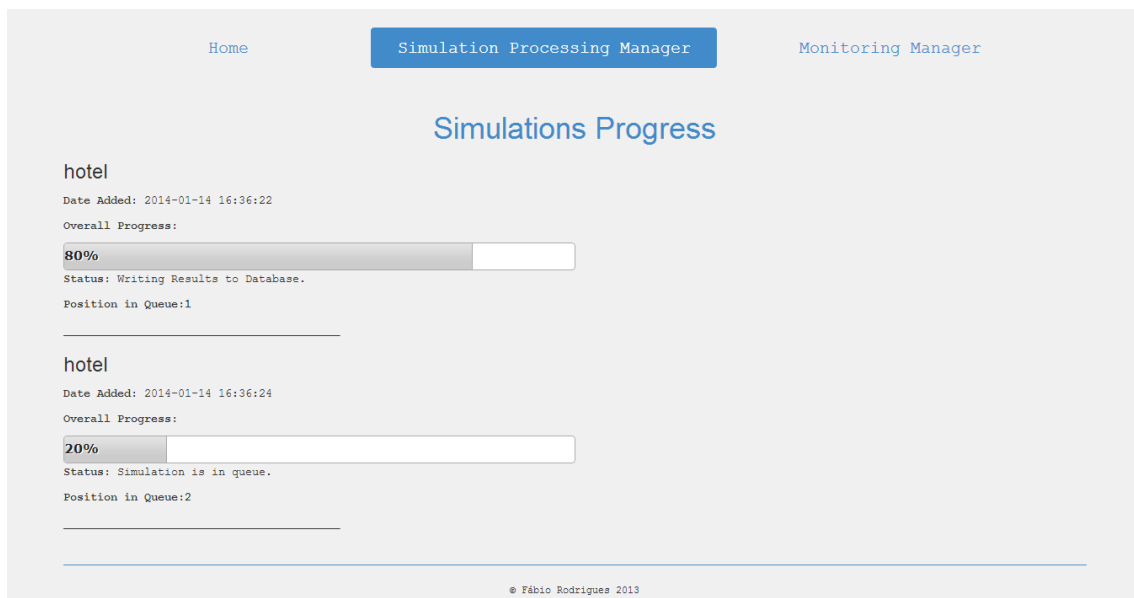 Home Simulation Processing Manager Monitoring Manager
Simulations Progress
hotel
Date Added: 2014-01-14 16:36:22
Overall Progress:
80%
Status: Writing Results to Database.
Position in Queue:1
hotel
Date Added: 2014-01-14 16:36:24
Overall Progress:
20%
Status: Simulation is in queue.
Position in Queue:2
© Fábio Rodrigues 2013